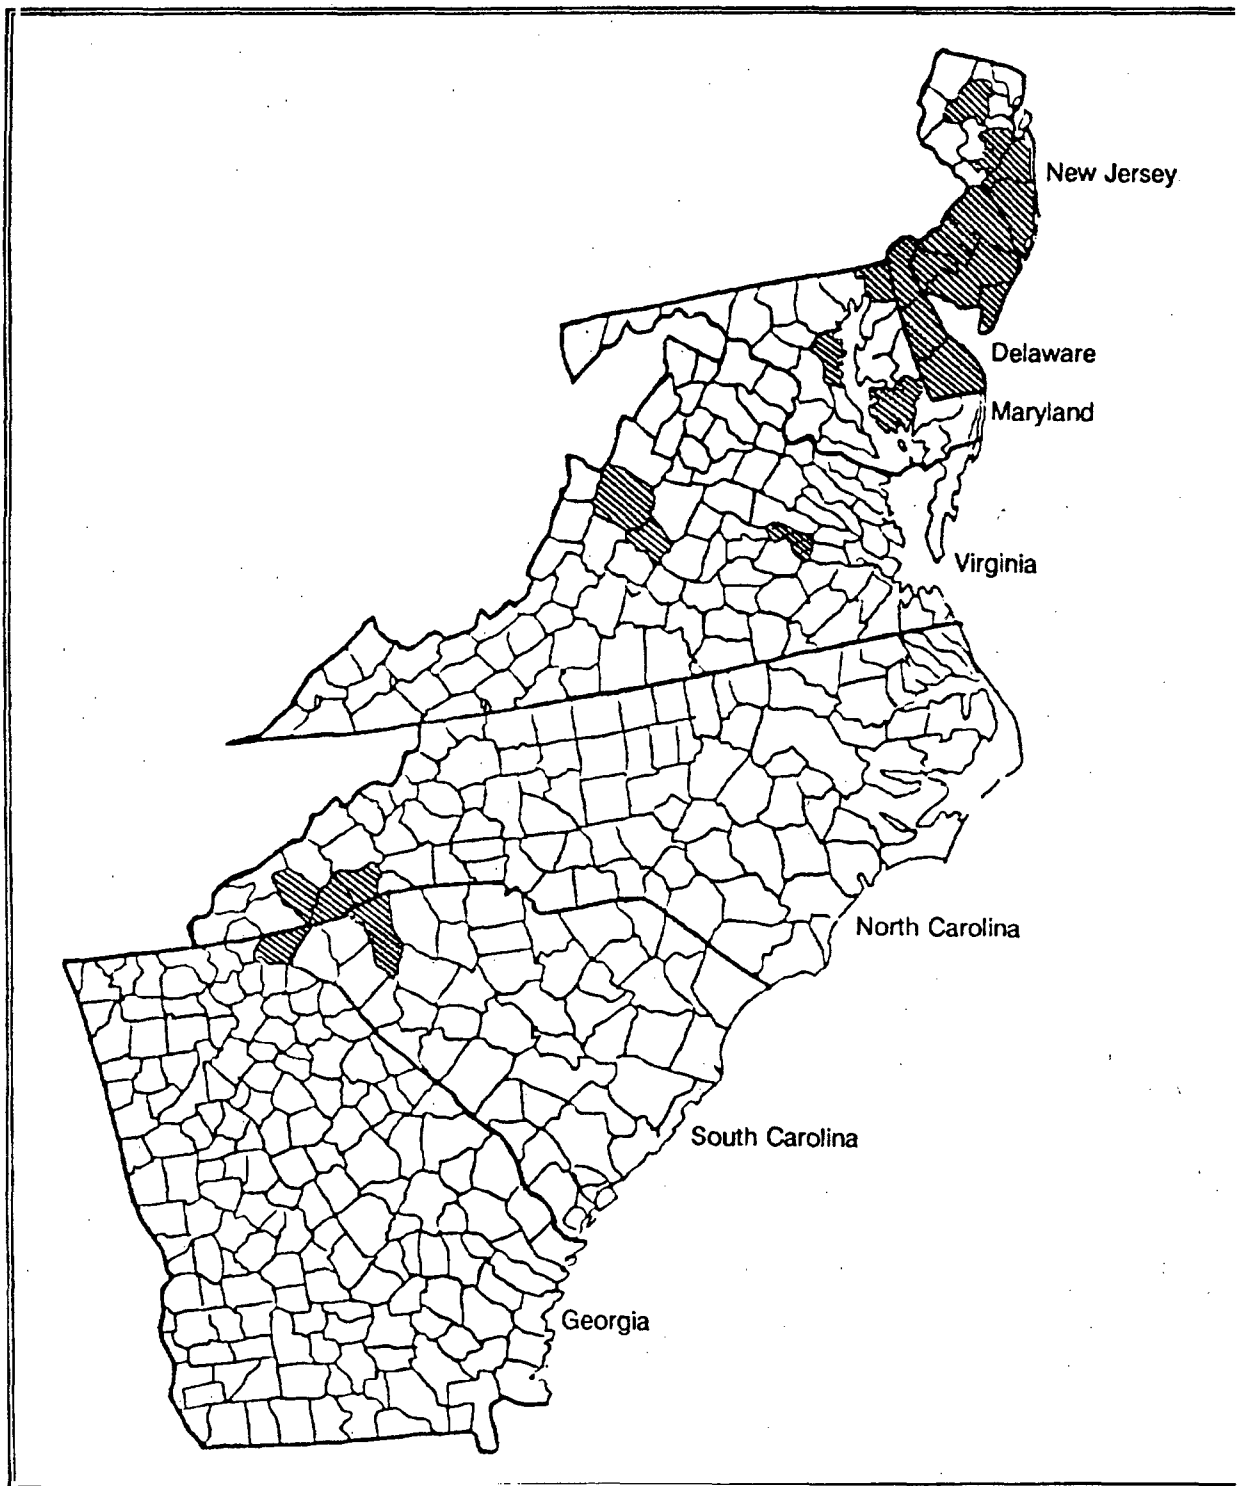 New Jersey
Delaware
Maryland
Virginia
North Carolina
South Carolina
Georgia